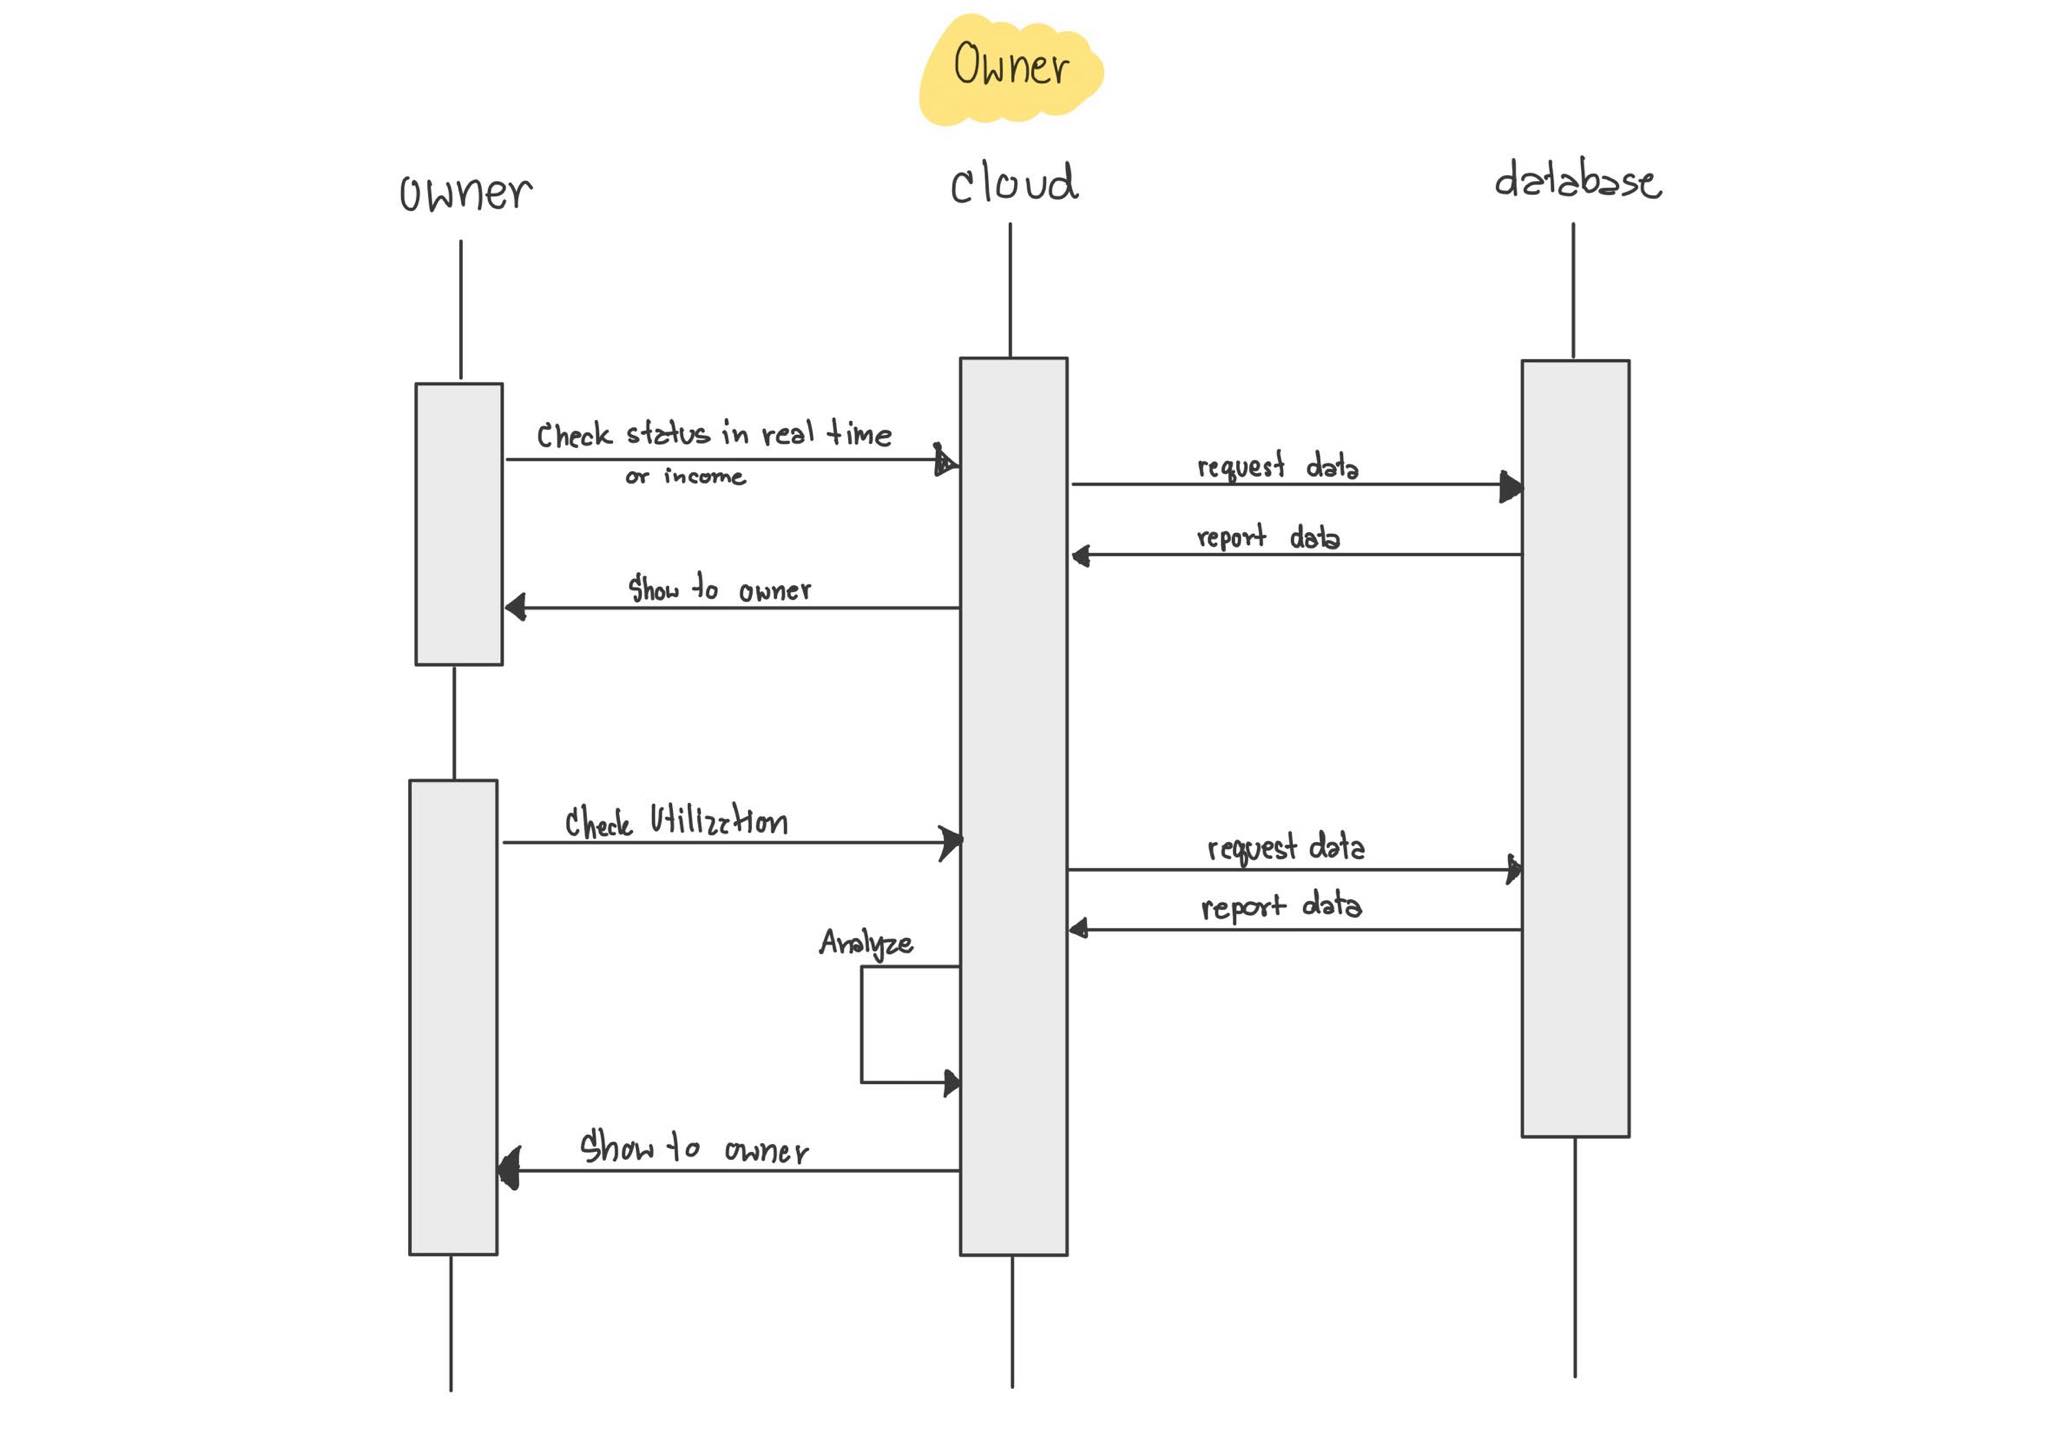 Owner
owner
cloud
database
Check status in real time
or income
request data
report data
Show to owner
Check Utilization
request data
report data
Analyze
Show to owner